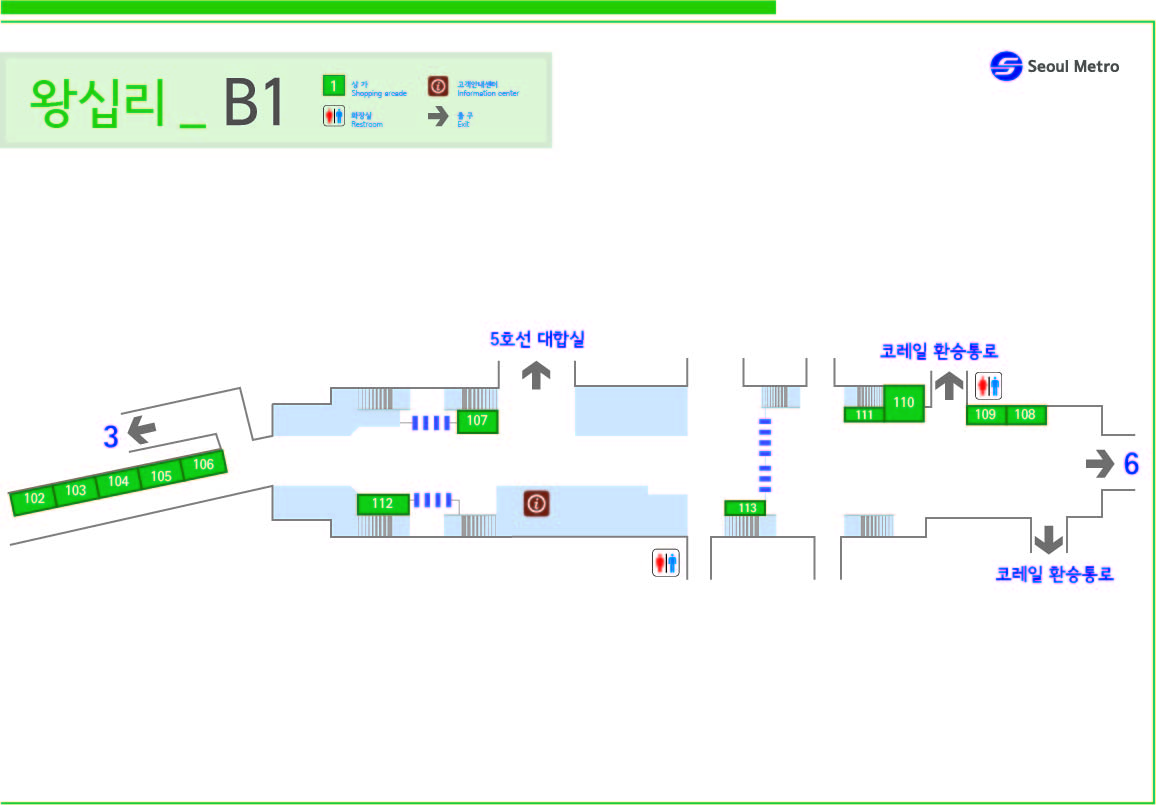 Seoul Metro
왕십리 _ B1
1
상 가
Shopping arcade
고객안내센터
Information center
화장실
Restroom
출 구
Exit
5호선 대합실
코레일 환승통로
3
107
110
111
109
108
106
105
104
103
102
6
112
113
코레일 환승통로